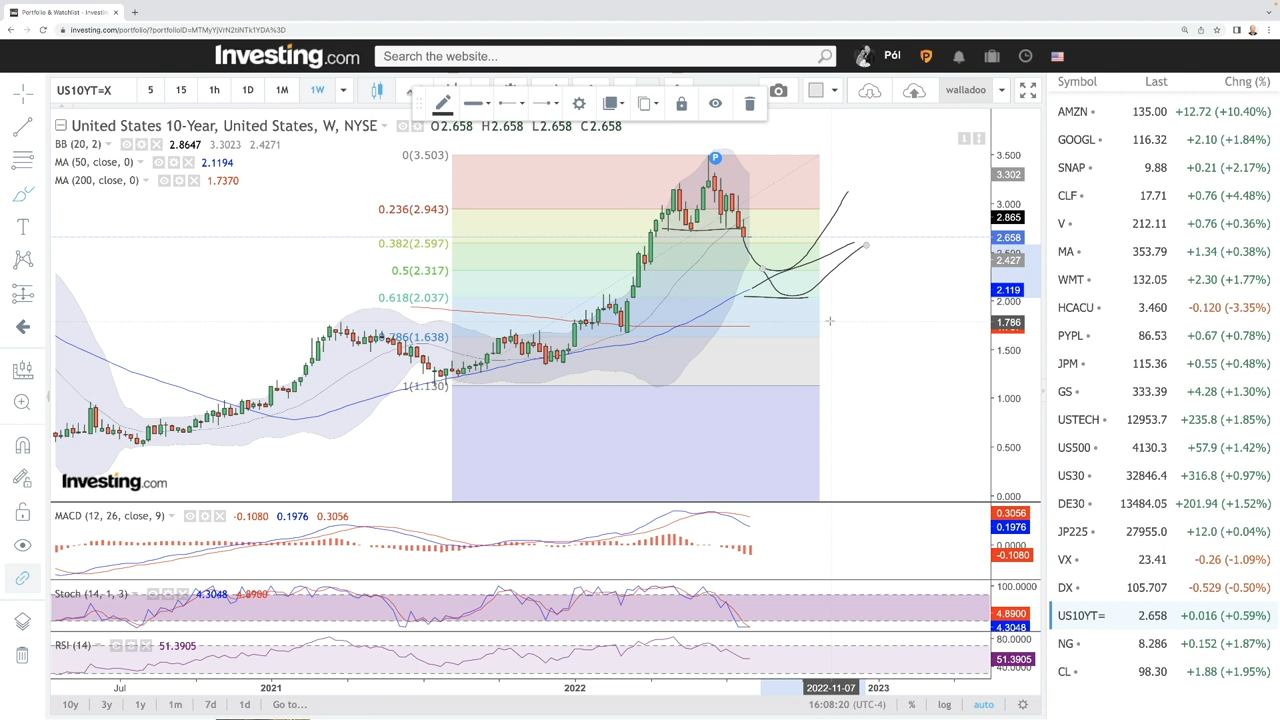 Portfolio & Watchlist - Investin
investing.com/portfolio/?portfolioID=MTMyYjVrN2tiNTk1YDA%3D
Investing.com
Search the website...
Pól
P
US10YT=X
5
15
1h
1D
1M
1W
walladoo
United States 10-Year, United States, W, NYSE
O2.658 H2.658 L2.658 C2.658
BB (20, 2) 2.8647 3.3023 2.4271
MA (50, close, 0) 2.1194
MA (200, close, 0) 1.7370
P
0(3.503)
0.236(2.943)
0.382(2.597)
0.5(2.317)
0.618(2.037)
0.786(1.638)
1(1.130)
3.500
3.302
3.000
2.865
2.658
2.427
2.119
2.000
1.786
1.500
1.000
0.500
0.000
Investing.com
MACD (12, 26, close, 9) -0.1080 0.1976 0.3056
0.3056
0.1976
0.0000
-0.1080
Stoch (14, 1, 3) 4.3048 4.8900
100.0000
4.8900
4.3048
RSI (14) 51.3905
80.0000
51.3905
40.0000
Jul
2021
2022
2022-11-07
2023
10y 3y 1y 1m 7d 1d Go to...
16:08:20 (UTC-4) % log auto
Symbol Last Chng (%)
AMZN 135.00 +12.72 (+10.40%)
GOOGL 116.32 +2.10 (+1.84%)
SNAP 9.88 +0.21 (+2.17%)
CLF 17.71 +0.76 (+4.48%)
V 212.11 +0.76 (+0.36%)
MA 353.79 +1.34 (+0.38%)
WMT 132.05 +2.30 (+1.77%)
HCACU 3.460 -0.120 (-3.35%)
PYPL 86.53 +0.67 (+0.78%)
JPM 115.36 +0.55 (+0.48%)
GS 333.39 +4.28 (+1.30%)
USTECH 12953.7 +235.8 (+1.85%)
US500 4130.3 +57.9 (+1.42%)
US30 32846.4 +316.8 (+0.97%)
DE30 13484.05 +201.94 (+1.52%)
JP225 27955.0 +12.0 (+0.04%)
VX 23.41 -0.26 (-1.09%)
DX 105.707 -0.529 (-0.50%)
US10YT= 2.658 +0.016 (+0.59%)
NG 8.286 +0.152 (+1.87%)
CL 98.30 +1.88 (+1.95%)